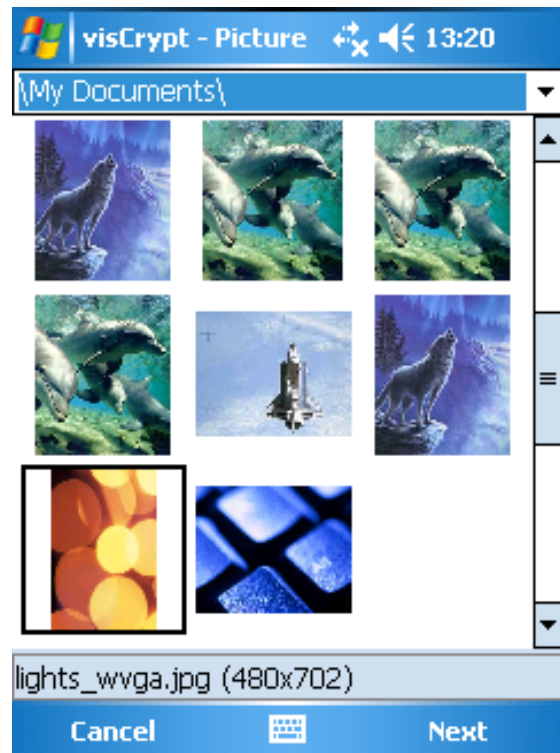 visCrypt - Picture 13:20
\My Documents\
lights_wvga.jpg (480x702)
Cancel Next